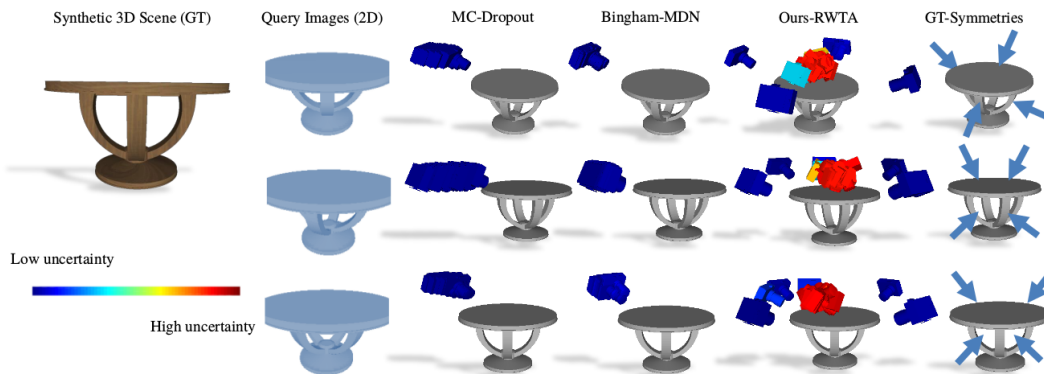 Synthetic 3D Scene (GT)
Query Images (2D)
MC-Dropout
Bingham-MDN
Ours-RWTA
GT-Symmetries
Low uncertainty
High uncertainty